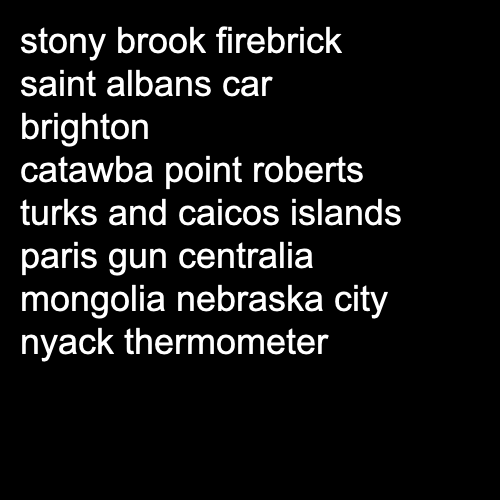 stony brook firebrick
saint albans car
brighton
catawba point roberts
turks and caicos islands
paris gun centralia
mongolia nebraska city
nyack thermometer